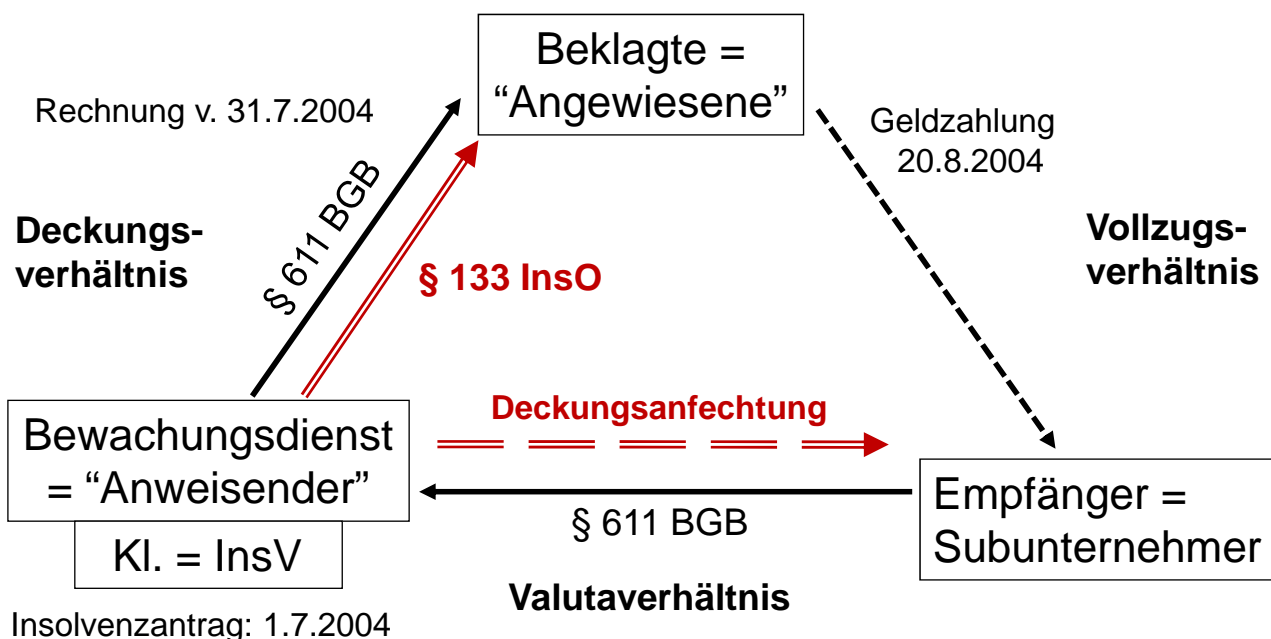 Beklagte =
“Angewiesene”
Rechnung v. 31.7.2004
Geldzahlung
20.8.2004
§ 611 BGB
Deckungs-
verhältnis
§ 133 InsO
Vollzugs-
verhältnis
Deckungsanfechtung
Bewachungsdienst
= “Anweisender”
Kl. = InsV
§ 611 BGB
Empfänger =
Subunternehmer
Valutaverhältnis
Insolvenzantrag: 1.7.2004